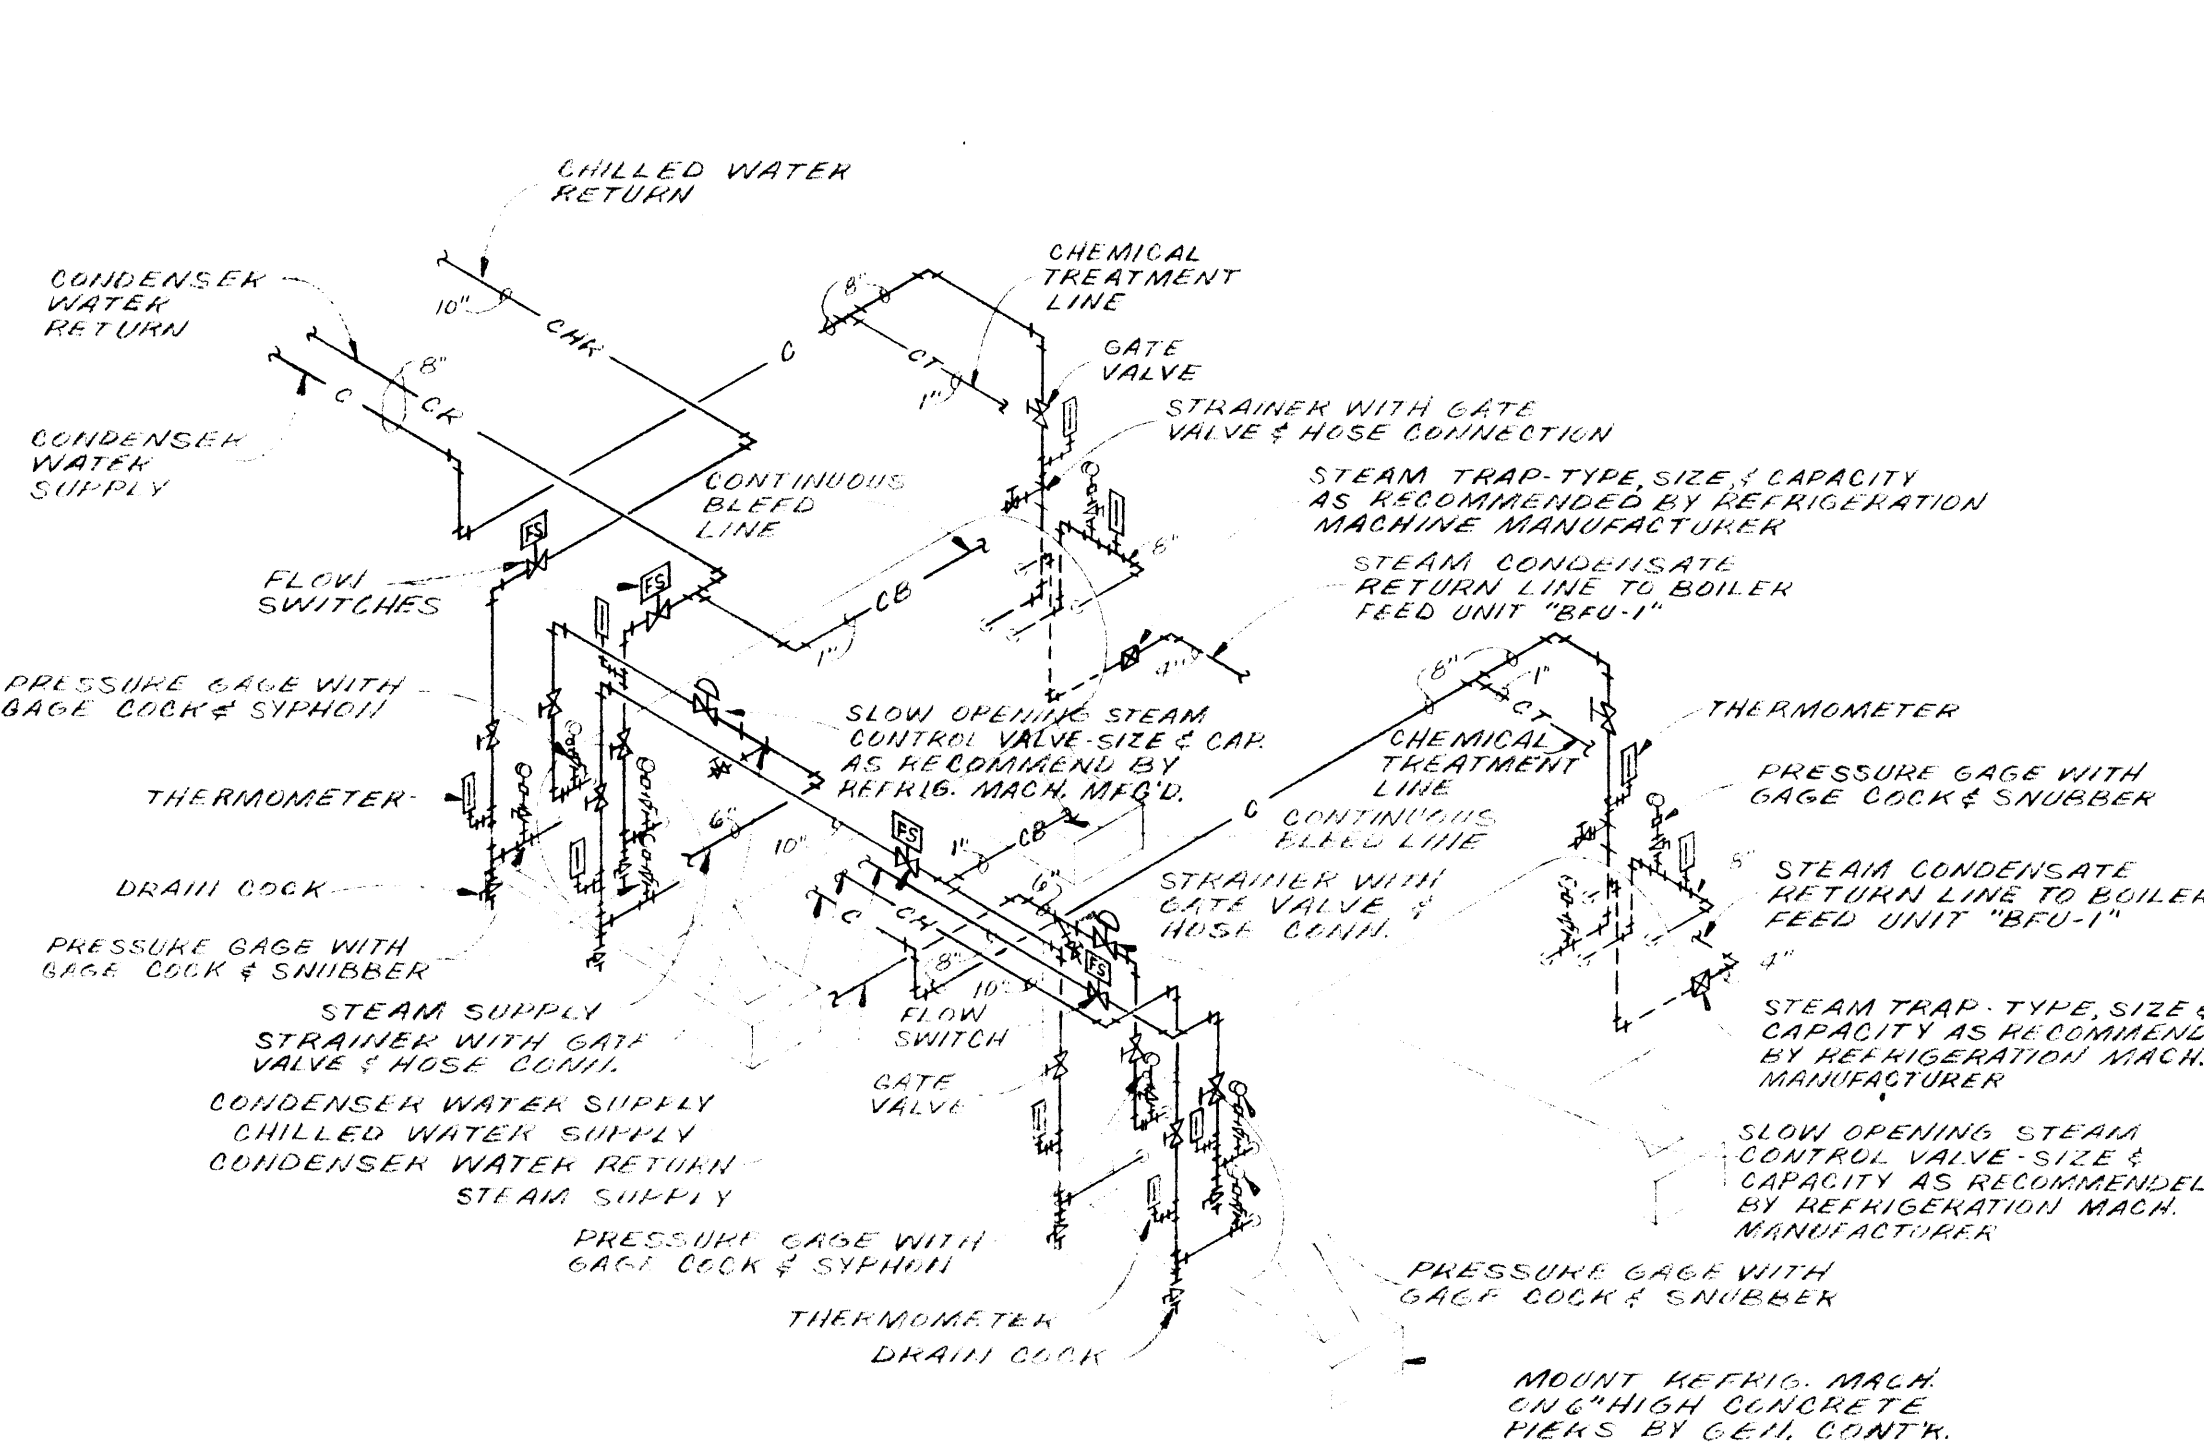 CHILLED WATER
RETURN
CONDENSER
WATER
RETURN
10"
CHR
8"
C
CR
CONDENSER
WATER
SUPPLY
C
8"
CHEMICAL
TREATMENT
LINE
CT
1"
GATE
VALVE
STRAINER WITH GATE
VALVE & HOSE CONNECTION
CONTINUOUS
BLEED
LINE
STEAM TRAP-TYPE, SIZE, & CAPACITY
AS RECOMMENDED BY REFRIGERATION
MACHINE MANUFACTURER
8"
FS
FLOW
SWITCHES
FS
CB
1"
STEAM CONDENSATE
RETURN LINE TO BOILER
FEED UNIT "BFU-1"
4"
PRESSURE GAGE WITH
GAGE COCK & SYPHON
SLOW OPENING STEAM
CONTROL VALVE-SIZE & CAP.
AS RECOMMEND BY
REFRIG. MACH. MFG'D.
8"
1"
CT
CHEMICAL
TREATMENT
LINE
THERMOMETER
THERMOMETER
PRESSURE GAGE WITH
GAGE COCK & SNUBBER
6"
10"
FS
1"
CB
C
CONTINUOUS
BLEED LINE
DRAIN COCK
6"
STRAINER WITH
GATE VALVE &
HOSE CONN.
8"
STEAM CONDENSATE
RETURN LINE TO BOILER
FEED UNIT "BFU-1"
C
CH
PRESSURE GAGE WITH
GAGE COCK & SNUBBER
8"
10"
FS
4"
STEAM SUPPLY
STRAINER WITH GATE
VALVE & HOSE CONN.
FLOW
SWITCH
STEAM TRAP-TYPE, SIZE &
CAPACITY AS RECOMMEND
BY REFRIGERATION MACH.
MANUFACTURER
GATE
VALVE
CONDENSER WATER SUPPLY
CHILLED WATER SUPPLY
CONDENSER WATER RETURN
STEAM SUPPLY
SLOW OPENING STEAM
CONTROL VALVE-SIZE &
CAPACITY AS RECOMMENDED
BY REFRIGERATION MACH.
MANUFACTURER
PRESSURE GAGE WITH
GAGE COCK & SYPHON
PRESSURE GAGE WITH
GAGE COCK & SNUBBER
THERMOMETER
DRAIN COCK
MOUNT REFRIG. MACH.
ON 6" HIGH CONCRETE
PIERS BY GEN. CONT'R.